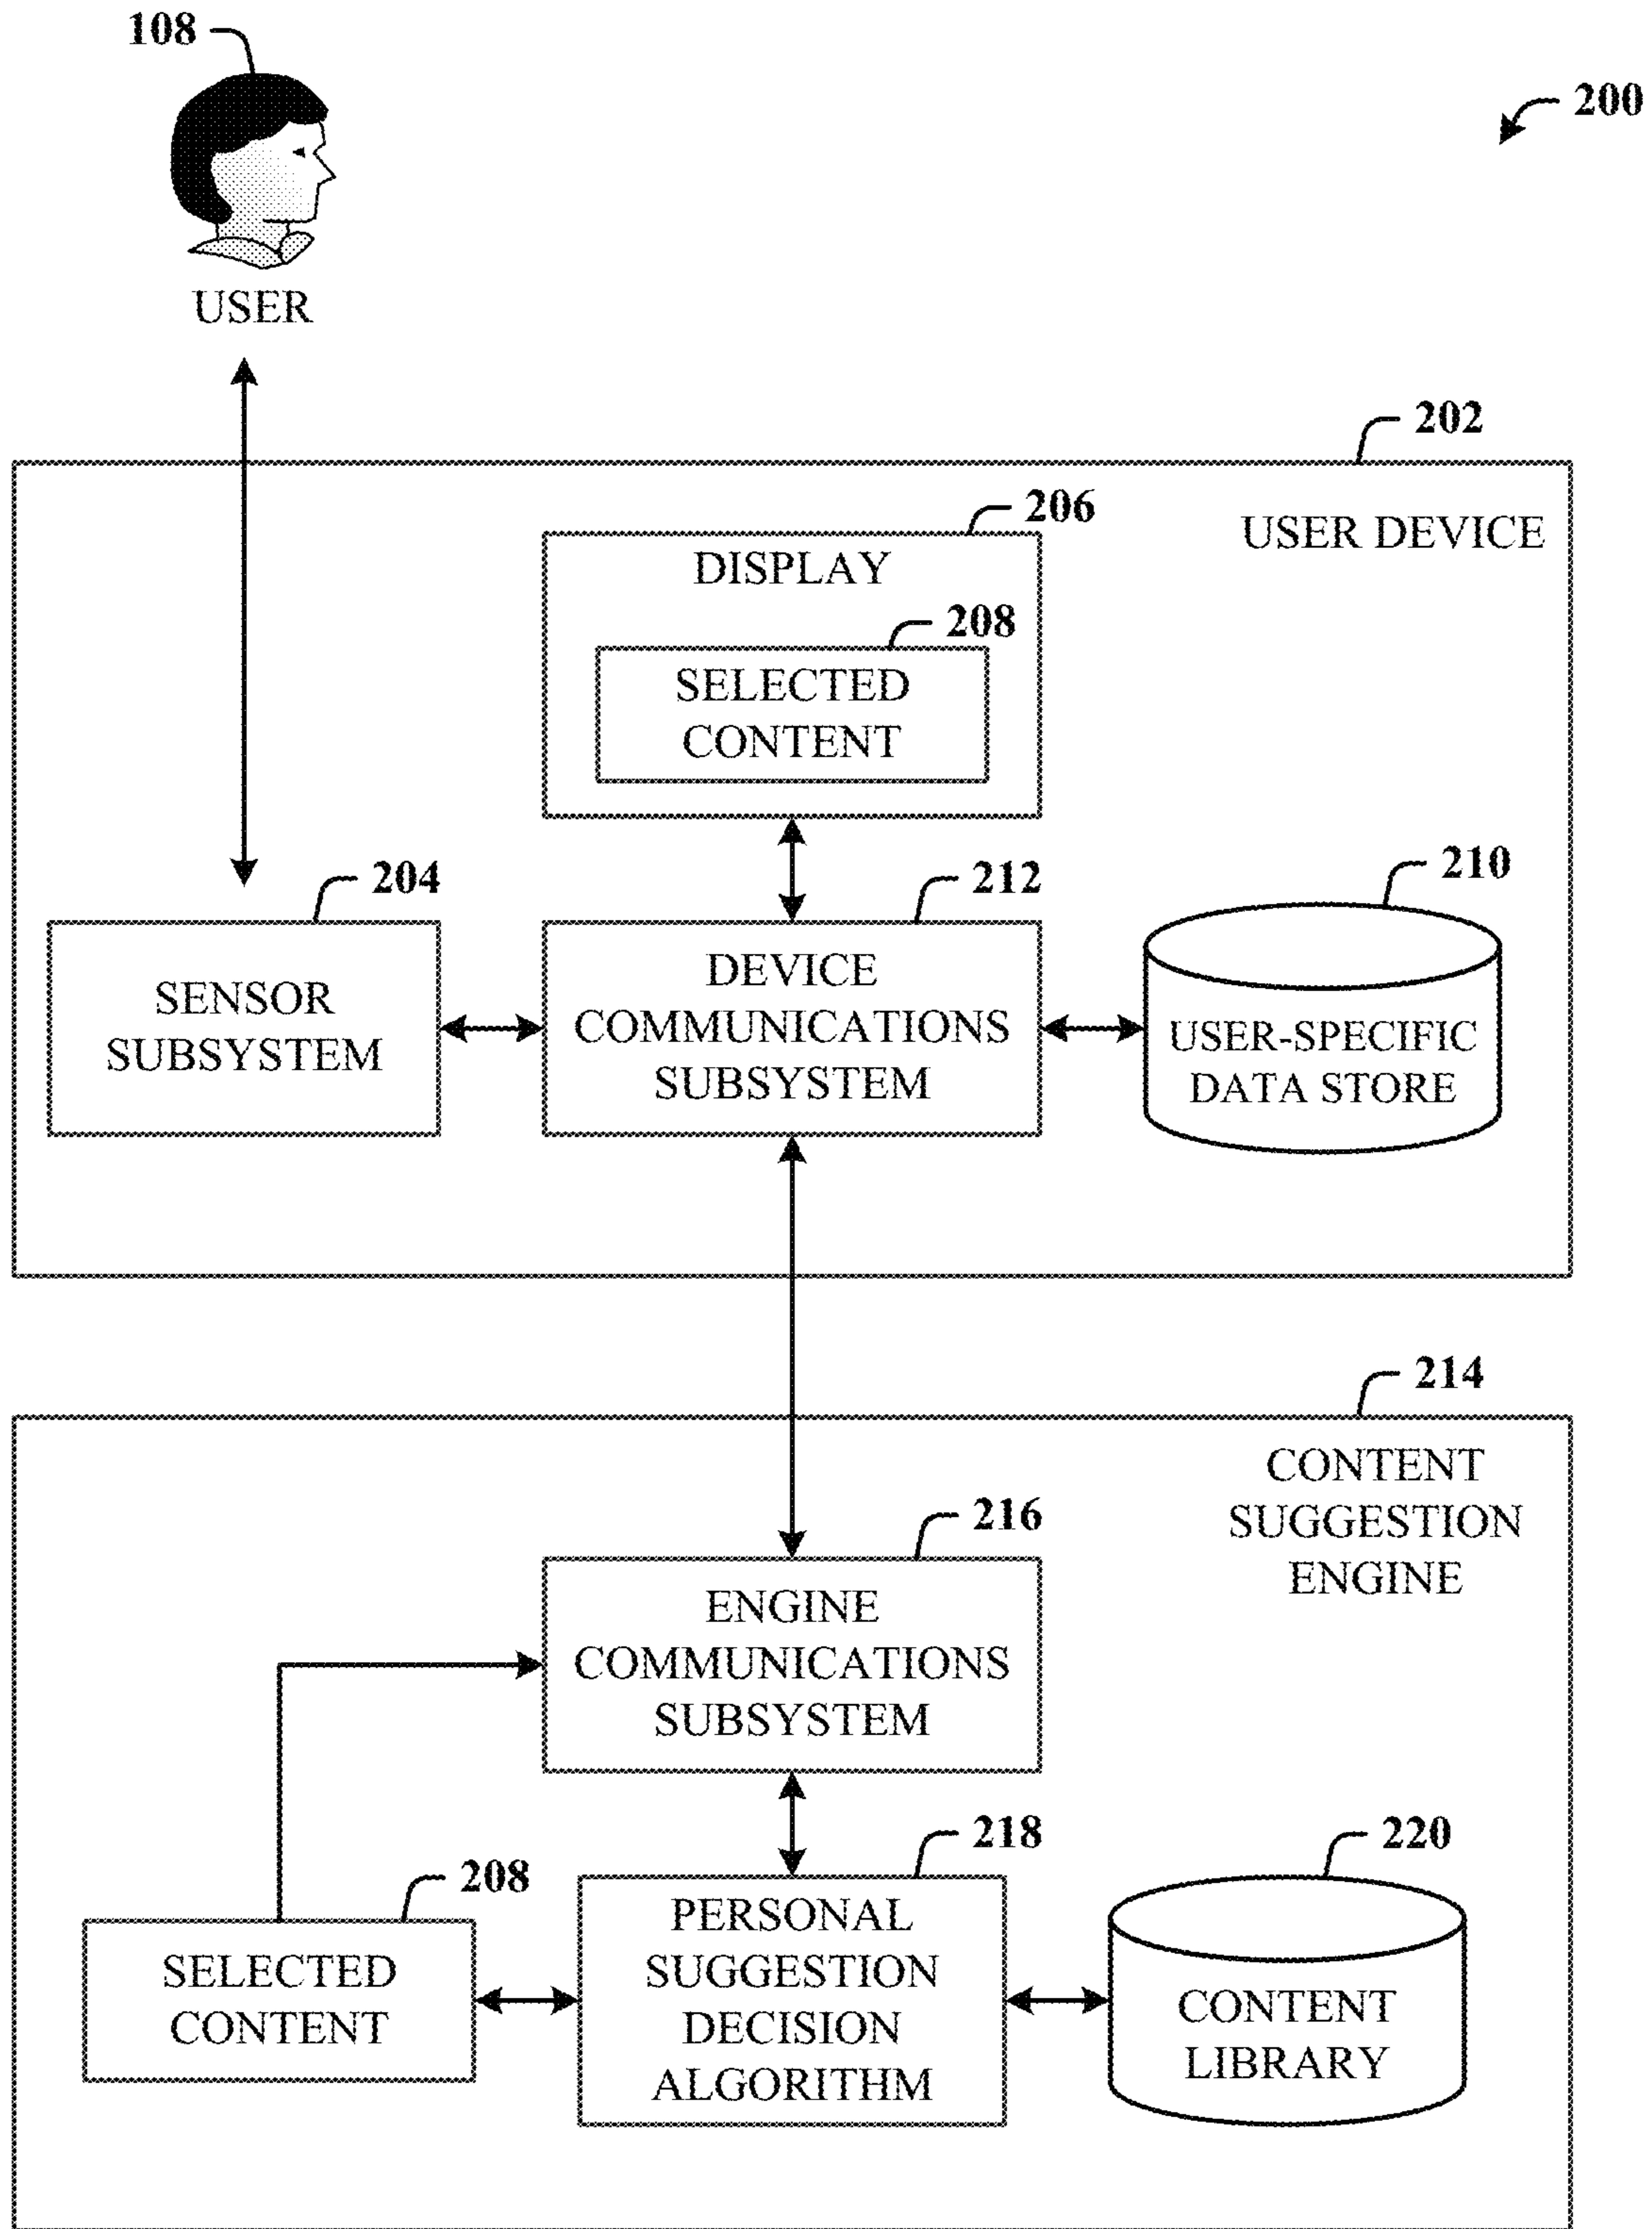 108
200
USER
202
USER DEVICE
206
DISPLAY
208
SELECTED
CONTENT
204
212
210
SENSOR
SUBSYSTEM
DEVICE
COMMUNICATIONS
SUBSYSTEM
USER-SPECIFIC
DATA STORE
214
CONTENT
SUGGESTION
ENGINE
216
ENGINE
COMMUNICATIONS
SUBSYSTEM
208
218
220
SELECTED
CONTENT
PERSONAL
SUGGESTION
DECISION
ALGORITHM
CONTENT
LIBRARY